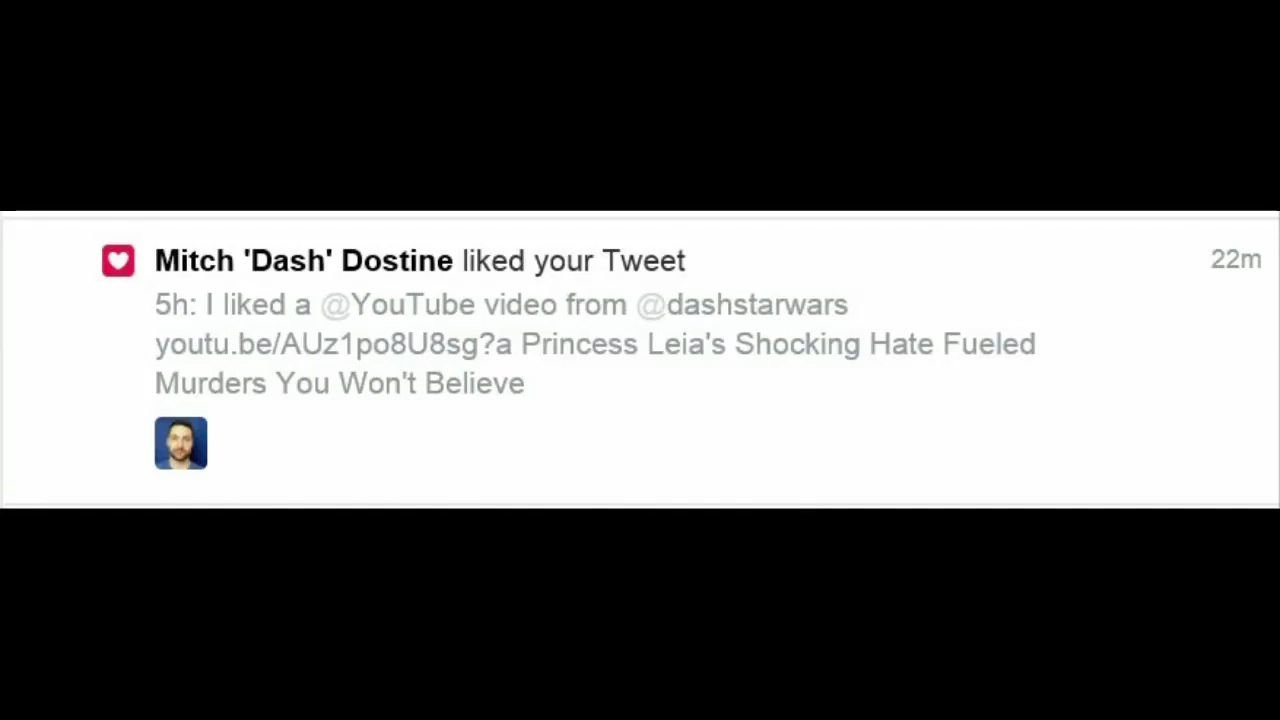 Mitch 'Dash' Dostine liked your Tweet 22m
5h: I liked a @YouTube video from @dashstarwars
youtu.be/AUz1po8U8sg?a Princess Leia's Shocking Hate Fueled
Murders You Won't Believe